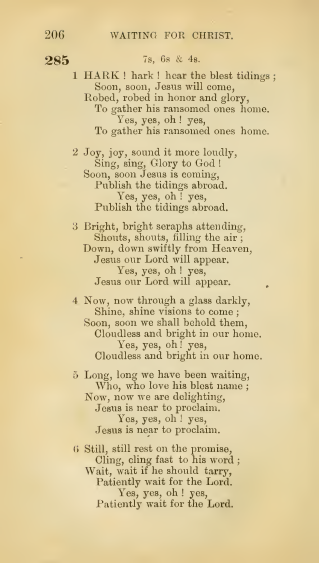 206 WAITING FOR CHRIST.
285 7s, 6s & 4s.
1 HARK ! hark ! hear the blest tidings ;
Soon, soon, Jesus will come,
Robed, robed in honor and glory,
To gather his ransomed ones home.
Yes, yes, oh ! yes,
To gather his ransomed ones home.
2 Joy, joy, sound it more loudly,
Sing, sing, Glory to God !
Soon, soon Jesus is coming,
Publish the tidings abroad.
Yes, yes, oh ! yes,
Publish the tidings abroad.
3 Bright, bright seraphs attending,
Shouts, shouts, filling the air ;
Down, down swiftly from Heaven,
Jesus our Lord will appear.
Yes, yes, oh ! yes,
Jesus our Lord will appear.
4 Now, now through a glass darkly,
Shine, shine visions to come ;
Soon, soon we shall behold them,
Cloudless and bright in our home.
Yes, yes, oh ! yes,
Cloudless and bright in our home.
5 Long, long we have been waiting,
Who, who love his blest name ;
Now, now we are delighting,
Jesus is near to proclaim.
Yes, yes, oh ! yes,
Jesus is near to proclaim.
6 Still, still rest on the promise,
Cling, cling fast to his word ;
Wait, wait if he should tarry,
Patiently wait for the Lord.
Yes, yes, oh ! yes,
Patiently wait for the Lord.